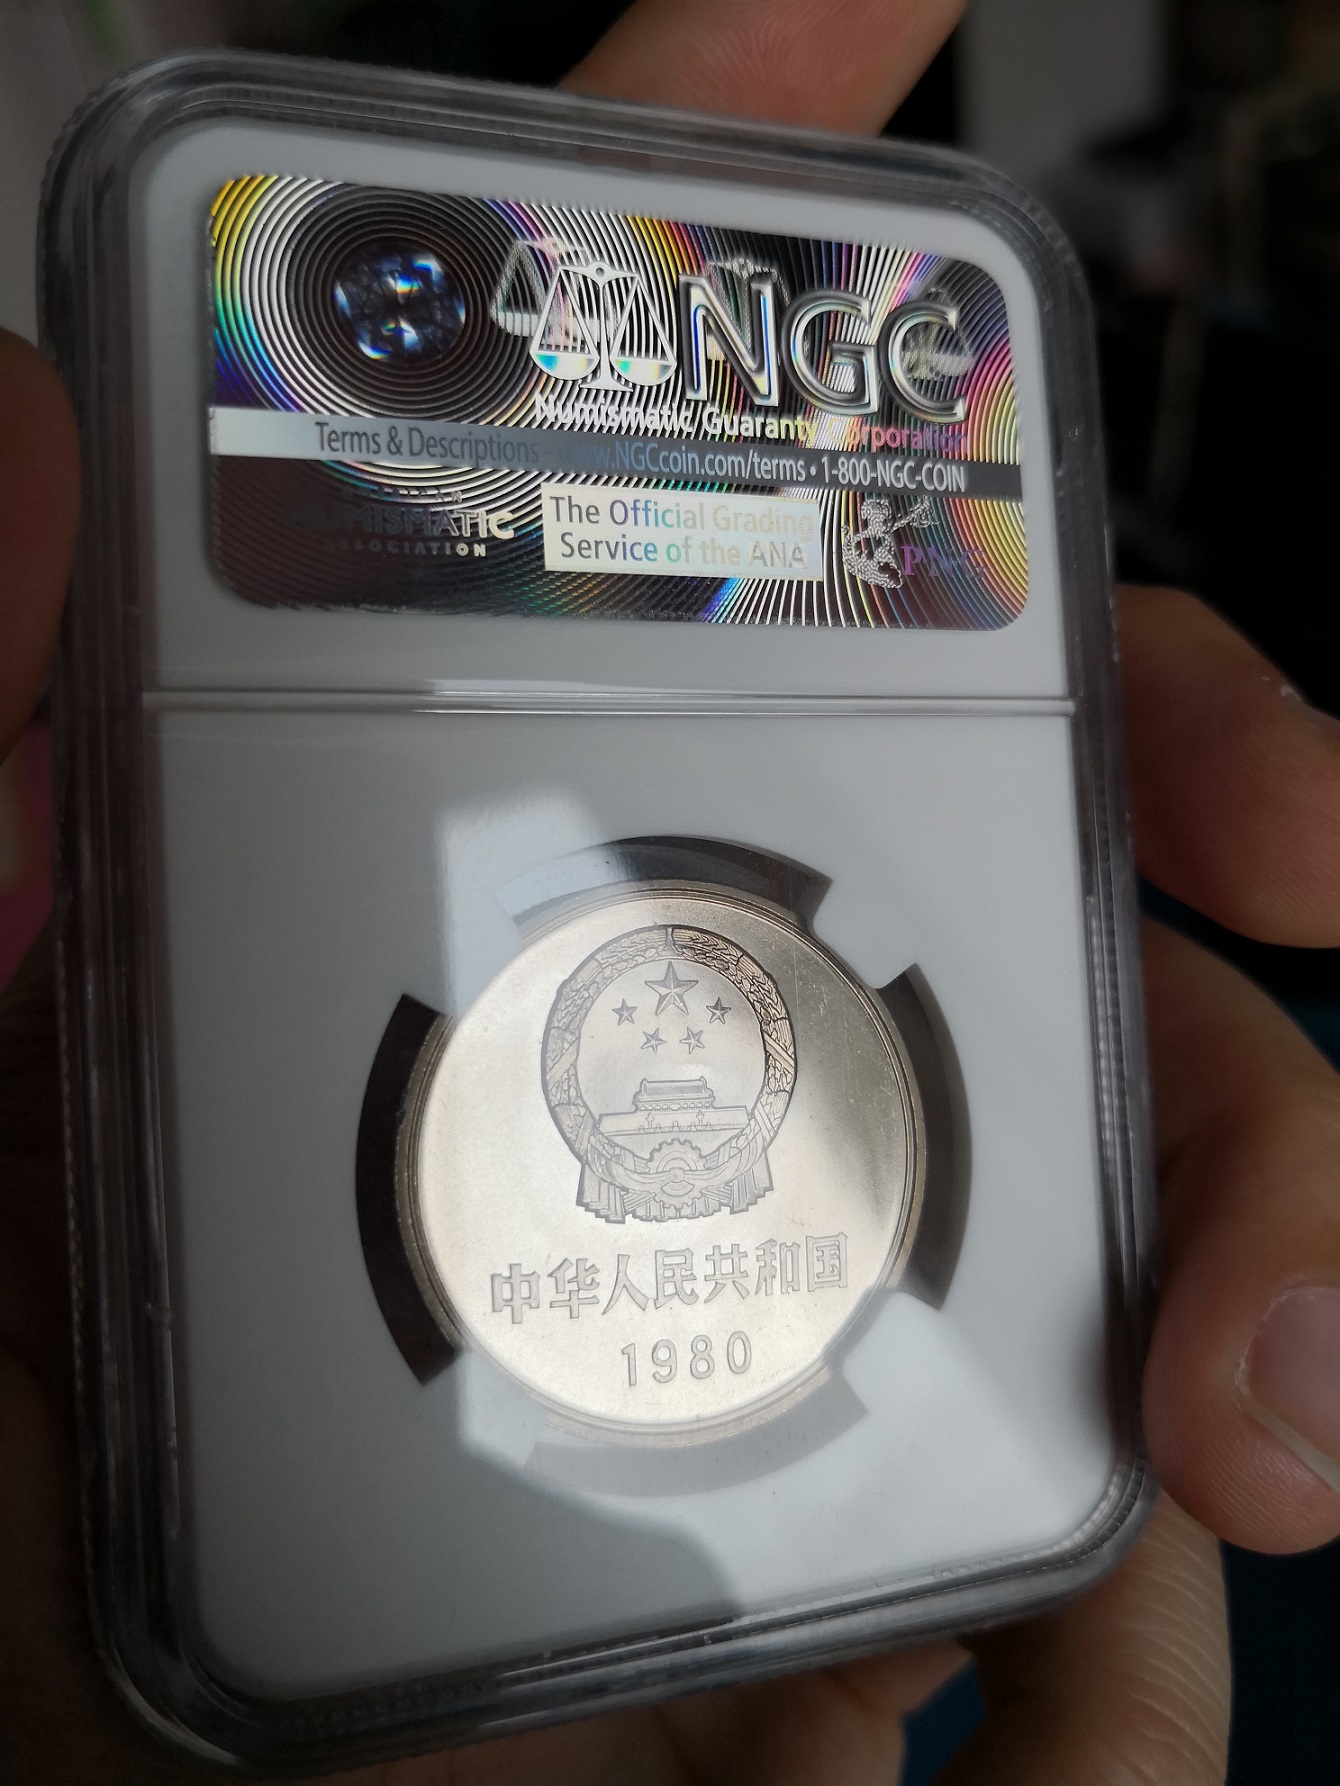 NGC
Numismatic Guaranty Corporation
Terms & Descriptions - www.NGCcoin.com/terms • 1-800-NGC-COIN
NUMISMATIC
ASSOCIATION
The Official Grading
Service of the ANA
PNG
中华人民共和国
1980